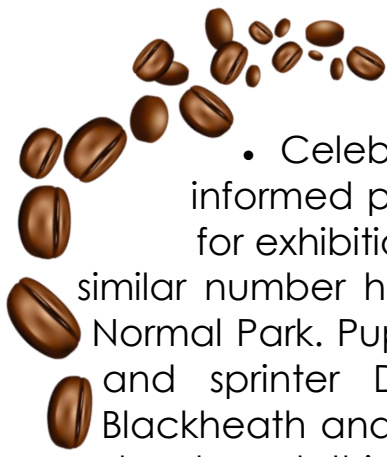 • Celeb
informed p
for exhibitio
similar number h
Normal Park. Pup
and sprinter D
Blackheath and